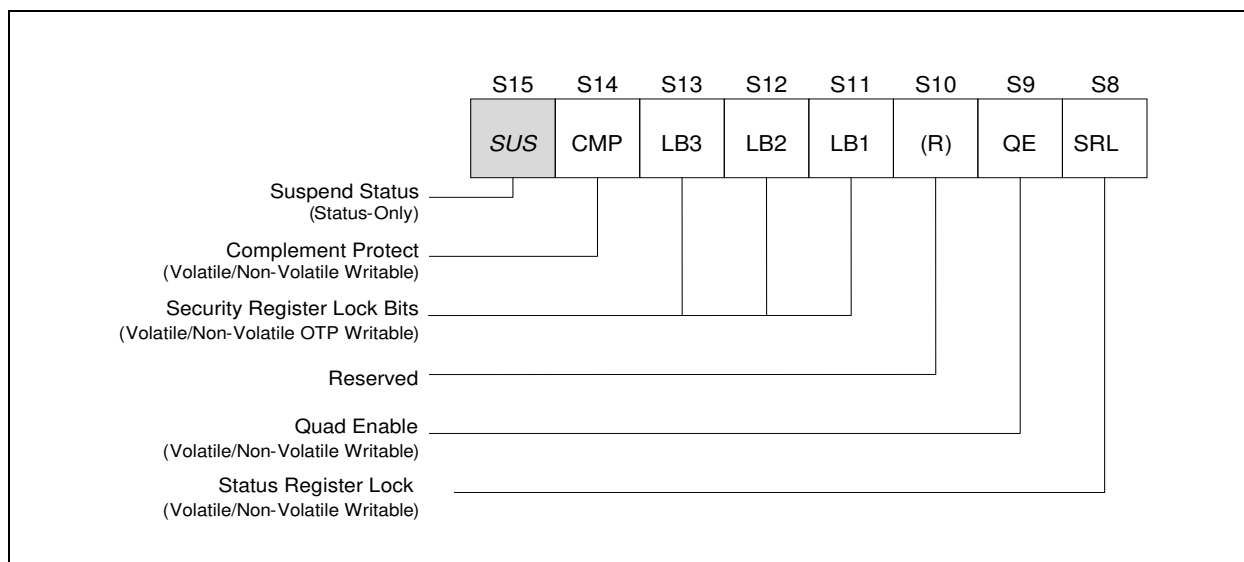 S15 S14 S13 S12 S11 S10 S9 S8
SUS CMP LB3 LB2 LB1 (R) QE SRL
Suspend Status
(Status-Only)
Complement Protect
(Volatile/Non-Volatile Writable)
Security Register Lock Bits
(Volatile/Non-Volatile OTP Writable)
Reserved
Quad Enable
(Volatile/Non-Volatile Writable)
Status Register Lock
(Volatile/Non-Volatile Writable)